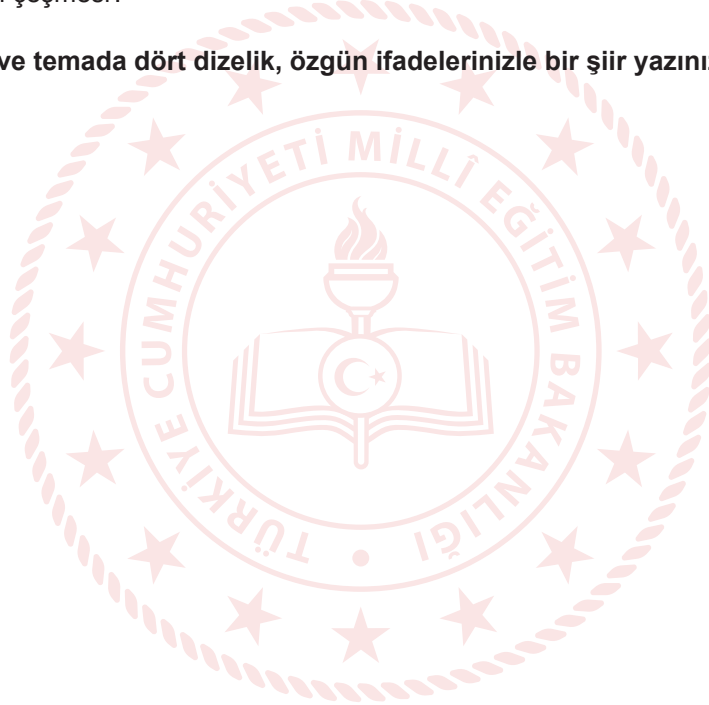 çeşmesi.
ve temada dört dizelik, özgün ifadelerinizle bir şiir yazını
TÜRKİYE CUMHURİYETİ MİLLÎ EĞİTİM BAKANLIĞI